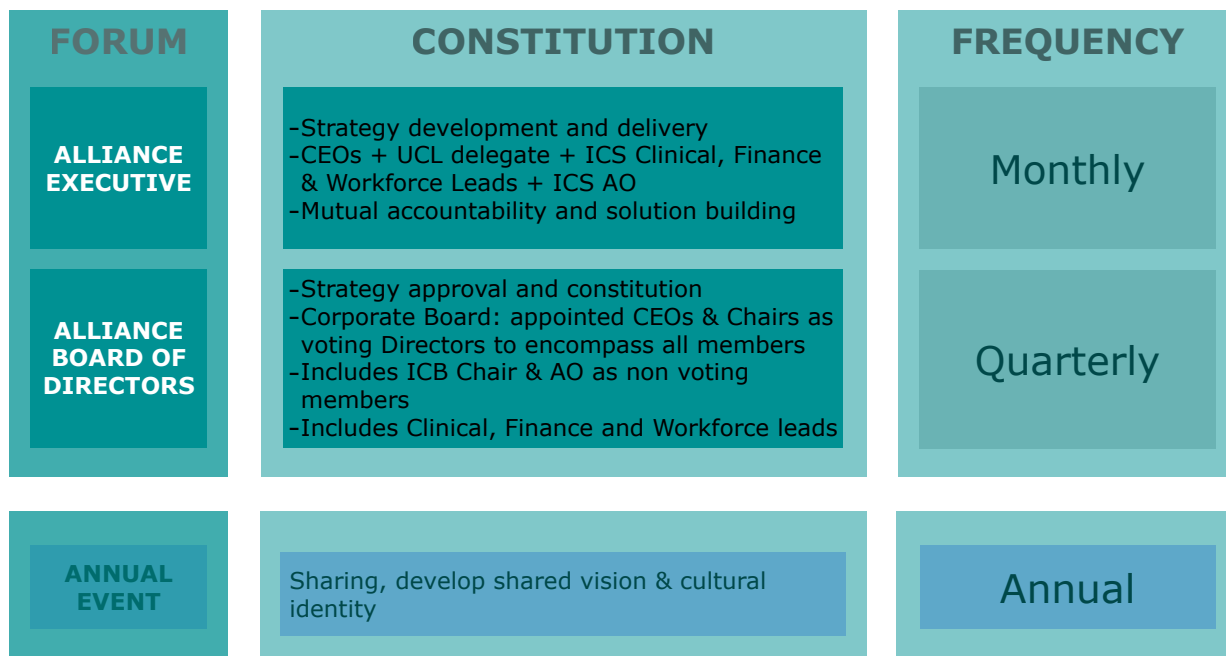 FORUM
CONSTITUTION
FREQUENCY
ALLIANCE
EXECUTIVE
-Strategy development and delivery
-CEOs + UCL delegate + ICS Clinical, Finance
& Workforce Leads + ICS AO
-Mutual accountability and solution building
Monthly
ALLIANCE
BOARD OF
DIRECTORS
-Strategy approval and constitution
-Corporate Board: appointed CEOs & Chairs as
voting Directors to encompass all members
-Includes ICB Chair & AO as non voting
members
-Includes Clinical, Finance and Workforce leads
Quarterly
ANNUAL
EVENT
Sharing, develop shared vision & cultural
identity
Annual